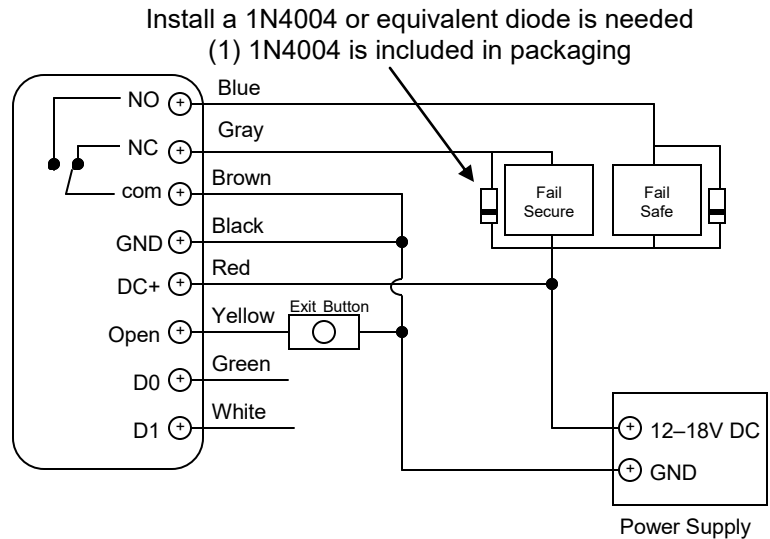 Install a 1N4004 or equivalent diode is needed
(1) 1N4004 is included in packaging
NO + Blue
NC + Gray
com + Brown
GND + Black
DC+ + Red
Open + Yellow
Exit Button
D0 + Green
D1 + White
Fail
Secure
Fail
Safe
+ 12–18V DC
+ GND
Power Supply